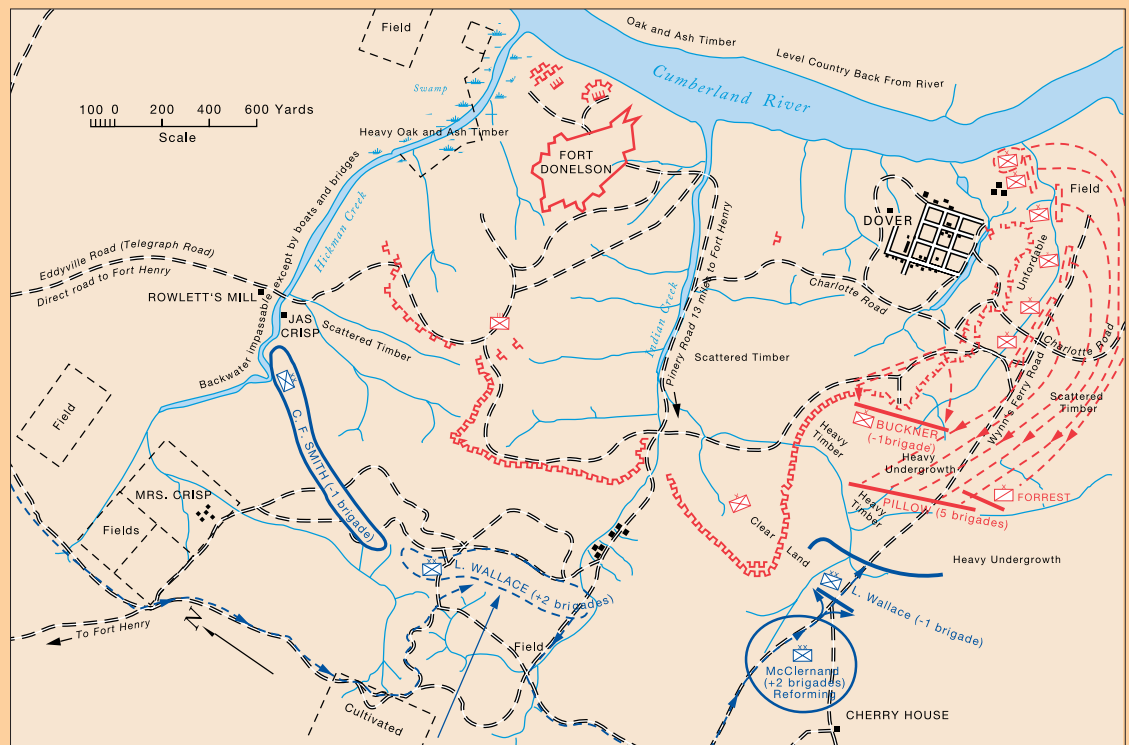 Field
Oak and Ash Timber
Level Country Back From River
Cumberland River
Swamp
100 0 200 400 600 Yards
Scale
Heavy Oak and Ash Timber
FORT
DONELSON
Field
DOVER
Hickman Creek
Backwater impassable except by boats and bridges
Eddyville Road (Telegraph Road)
Direct road to Fort Henry
ROWLETT'S MILL
JAS
CRISP
Scattered Timber
Indian Creek
Pinery Road 13 miles to Fort Henry
Scattered Timber
Charlotte Road
Unfordable
Charlotte Road
Wynn's Ferry Road
Scattered
Timber
Field
C. F. SMITH (-1 brigade)
BUCKNER
(-1brigade)
Heavy
Timber
Heavy
Undergrowth
PILLOW (5 brigades)
FORREST
Heavy
Timber
Clear Land
MRS. CRISP
Fields
L. WALLACE (+2 brigades)
Heavy Undergrowth
L. Wallace (-1 brigade)
To Fort Henry
N
Field
McClernand
(+2 brigades)
Reforming
Cultivated
CHERRY HOUSE